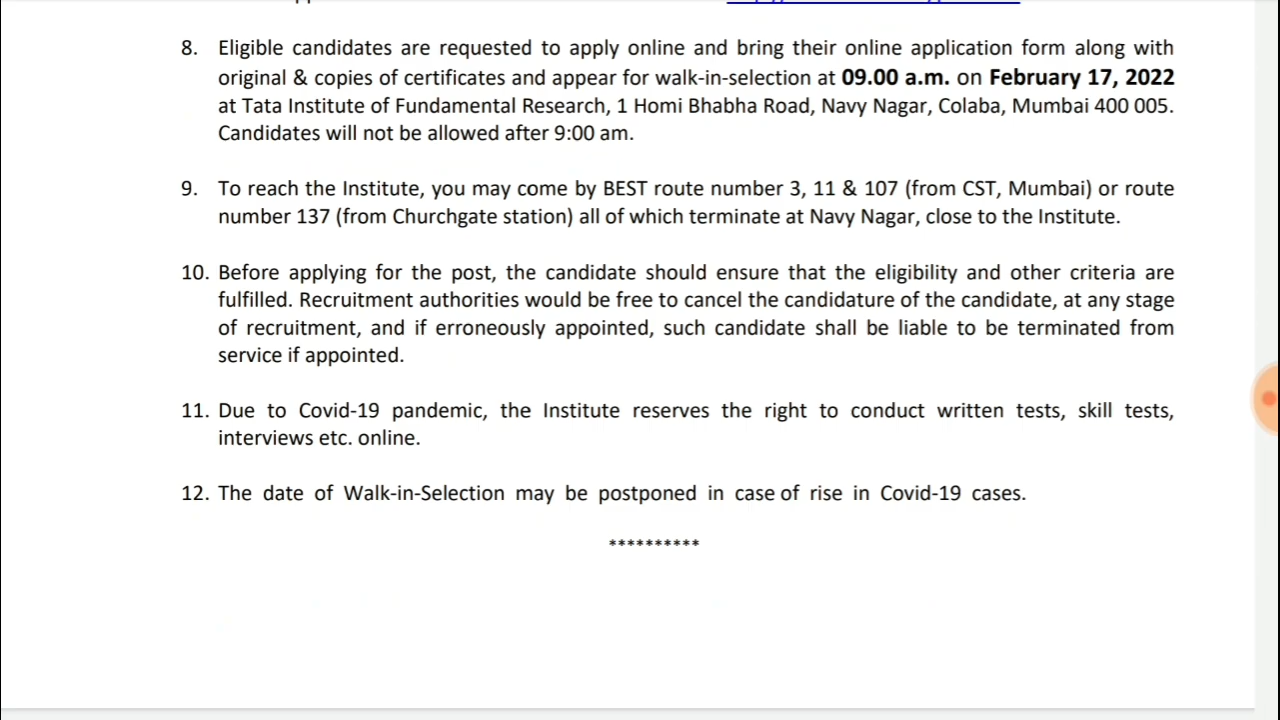 8. Eligible candidates are requested to apply online and bring their online application form along with
original & copies of certificates and appear for walk-in-selection at 09.00 a.m. on February 17, 2022
at Tata Institute of Fundamental Research, 1 Homi Bhabha Road, Navy Nagar, Colaba, Mumbai 400 005.
Candidates will not be allowed after 9:00 am.
9. To reach the Institute, you may come by BEST route number 3, 11 & 107 (from CST, Mumbai) or route
number 137 (from Churchgate station) all of which terminate at Navy Nagar, close to the Institute.
10. Before applying for the post, the candidate should ensure that the eligibility and other criteria are
fulfilled. Recruitment authorities would be free to cancel the candidature of the candidate, at any stage
of recruitment, and if erroneously appointed, such candidate shall be liable to be terminated from
service if appointed.
11. Due to Covid-19 pandemic, the Institute reserves the right to conduct written tests, skill tests,
interviews etc. online.
12. The date of Walk-in-Selection may be postponed in case of rise in Covid-19 cases.
**********